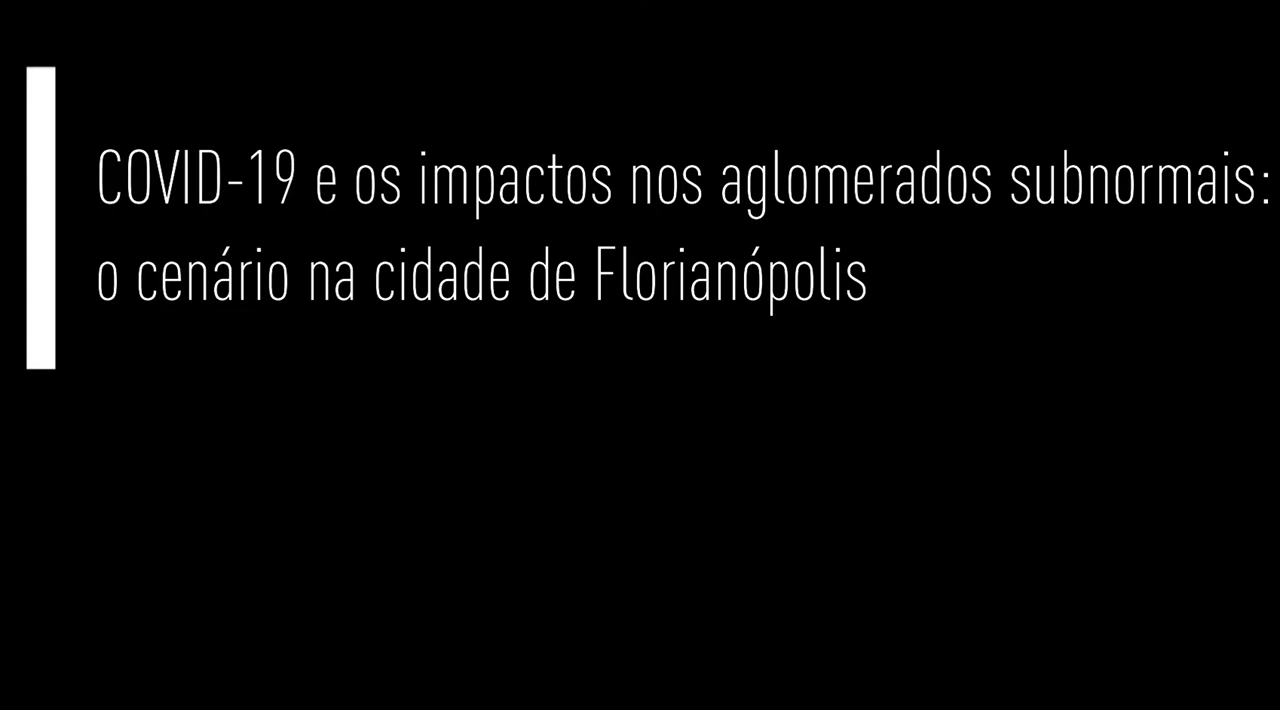 COVID-19 e os impactos nos aglomerados subnormais:
o cenário na cidade de Florianópolis